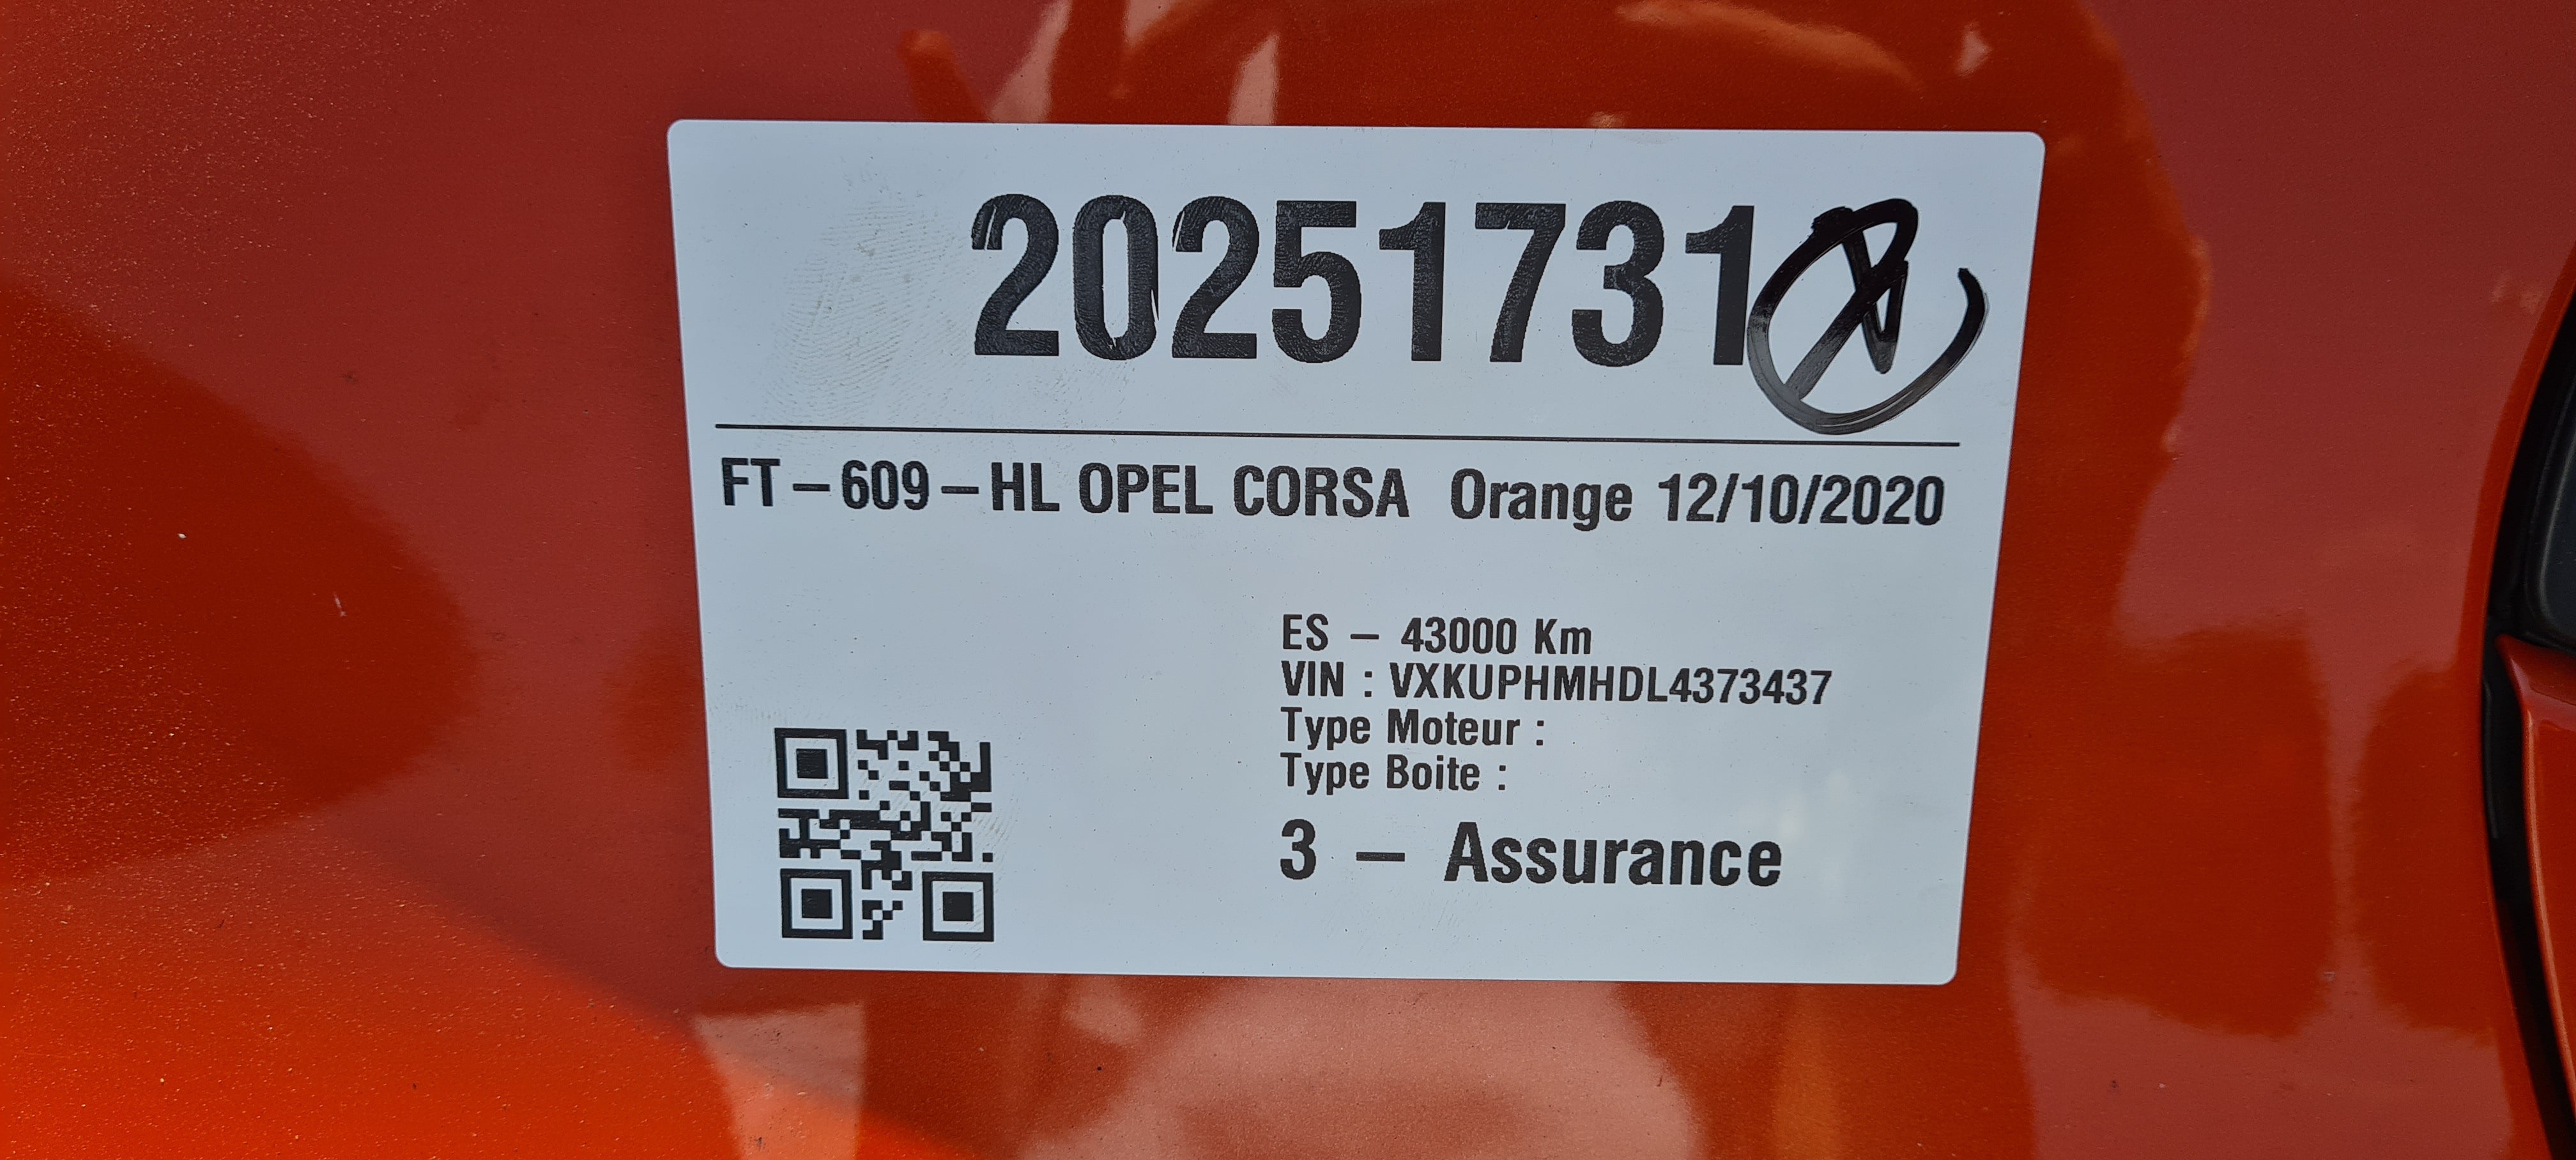 20251731
FT-609-HL OPEL CORSA Orange 12/10/2020
ES - 43000 Km
VIN : VXKUPHMHDL4373437
Type Moteur :
Type Boite :
3 - Assurance